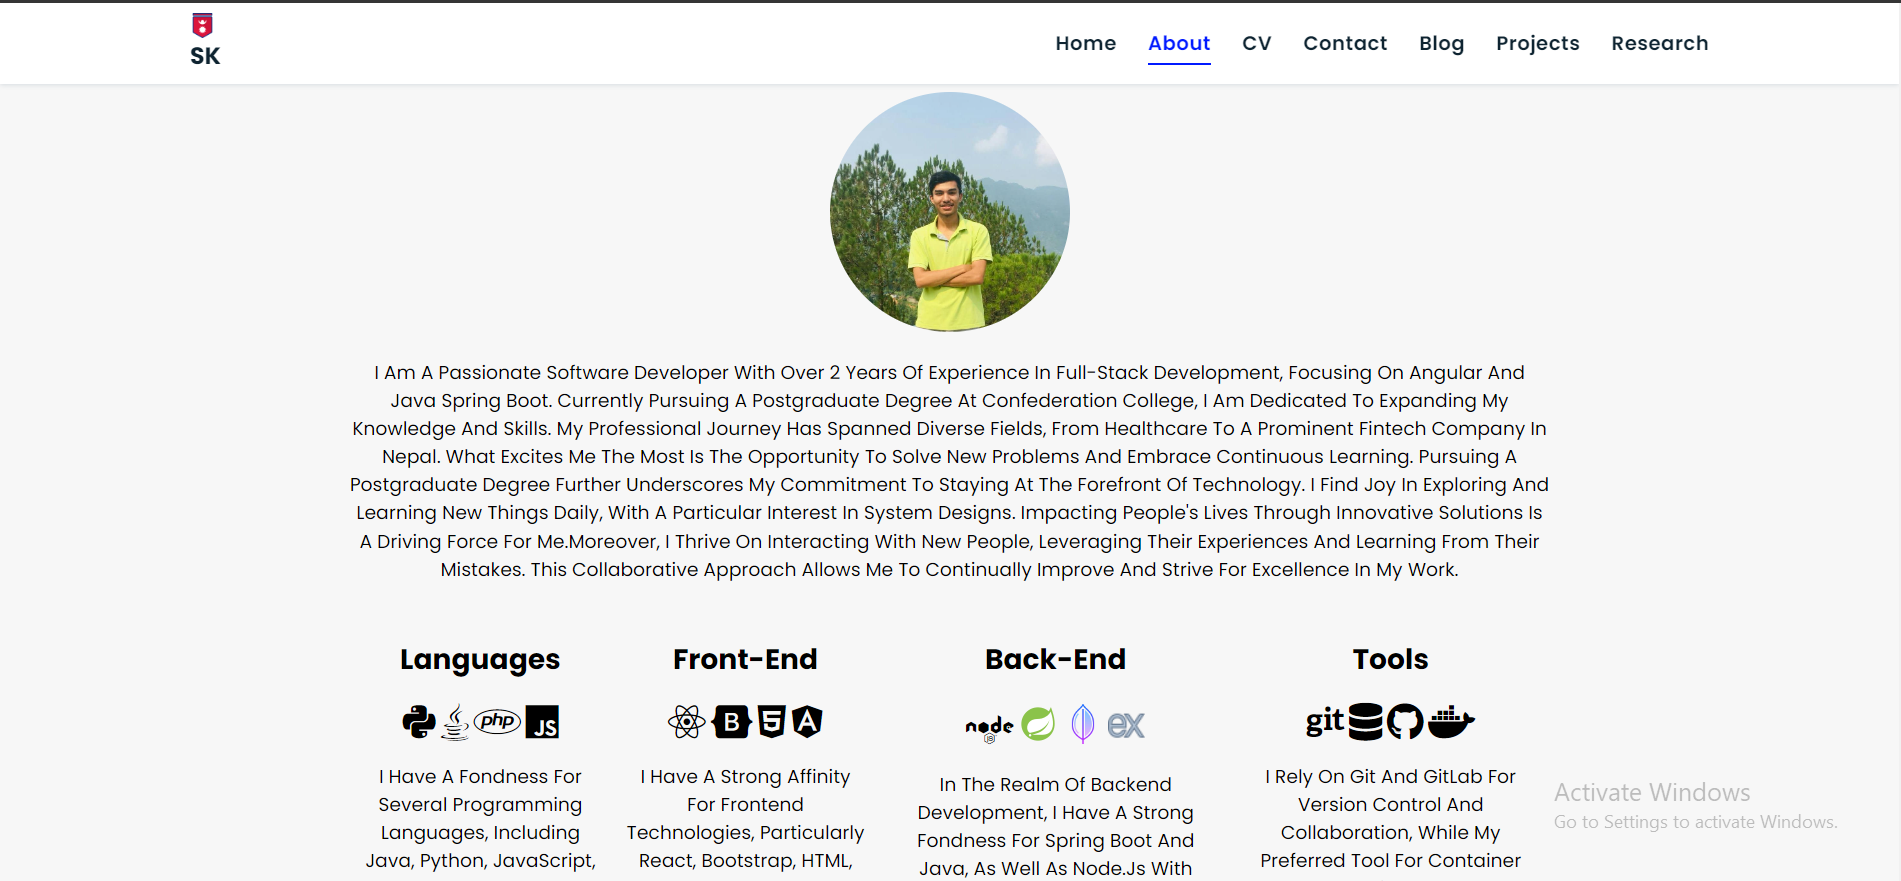 SK
Home About CV Contact Blog Projects Research
I Am A Passionate Software Developer With Over 2 Years Of Experience In Full-Stack Development, Focusing On Angular And
Java Spring Boot. Currently Pursuing A Postgraduate Degree At Confederation College, I Am Dedicated To Expanding My
Knowledge And Skills. My Professional Journey Has Spanned Diverse Fields, From Healthcare To A Prominent Fintech Company In
Nepal. What Excites Me The Most Is The Opportunity To Solve New Problems And Embrace Continuous Learning. Pursuing A
Postgraduate Degree Further Underscores My Commitment To Staying At The Forefront Of Technology. I Find Joy In Exploring And
Learning New Things Daily, With A Particular Interest In System Designs. Impacting People's Lives Through Innovative Solutions Is
A Driving Force For Me.Moreover, I Thrive On Interacting With New People, Leveraging Their Experiences And Learning From Their
Mistakes. This Collaborative Approach Allows Me To Continually Improve And Strive For Excellence In My Work.
Languages
php JS
I Have A Fondness For
Several Programming
Languages, Including
Java, Python, JavaScript,
Front-End
B 5 A
I Have A Strong Affinity
For Frontend
Technologies, Particularly
React, Bootstrap, HTML,
Back-End
node JS ex
In The Realm Of Backend
Development, I Have A Strong
Fondness For Spring Boot And
Java, As Well As Node.Js With
Tools
git
I Rely On Git And GitLab For
Version Control And
Collaboration, While My
Preferred Tool For Container
Activate Windows
Go to Settings to activate Windows.